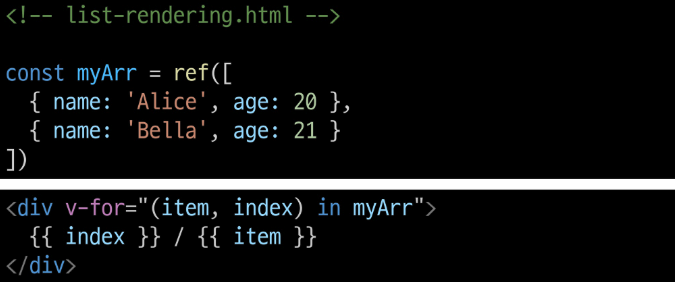 <!-- list-rendering.html -->
const myArr = ref([
{ name: 'Alice', age: 20 },
{ name: 'Bella', age: 21 }
])
<div v-for="(item, index) in myArr">
{{ index }} / {{ item }}
</div>